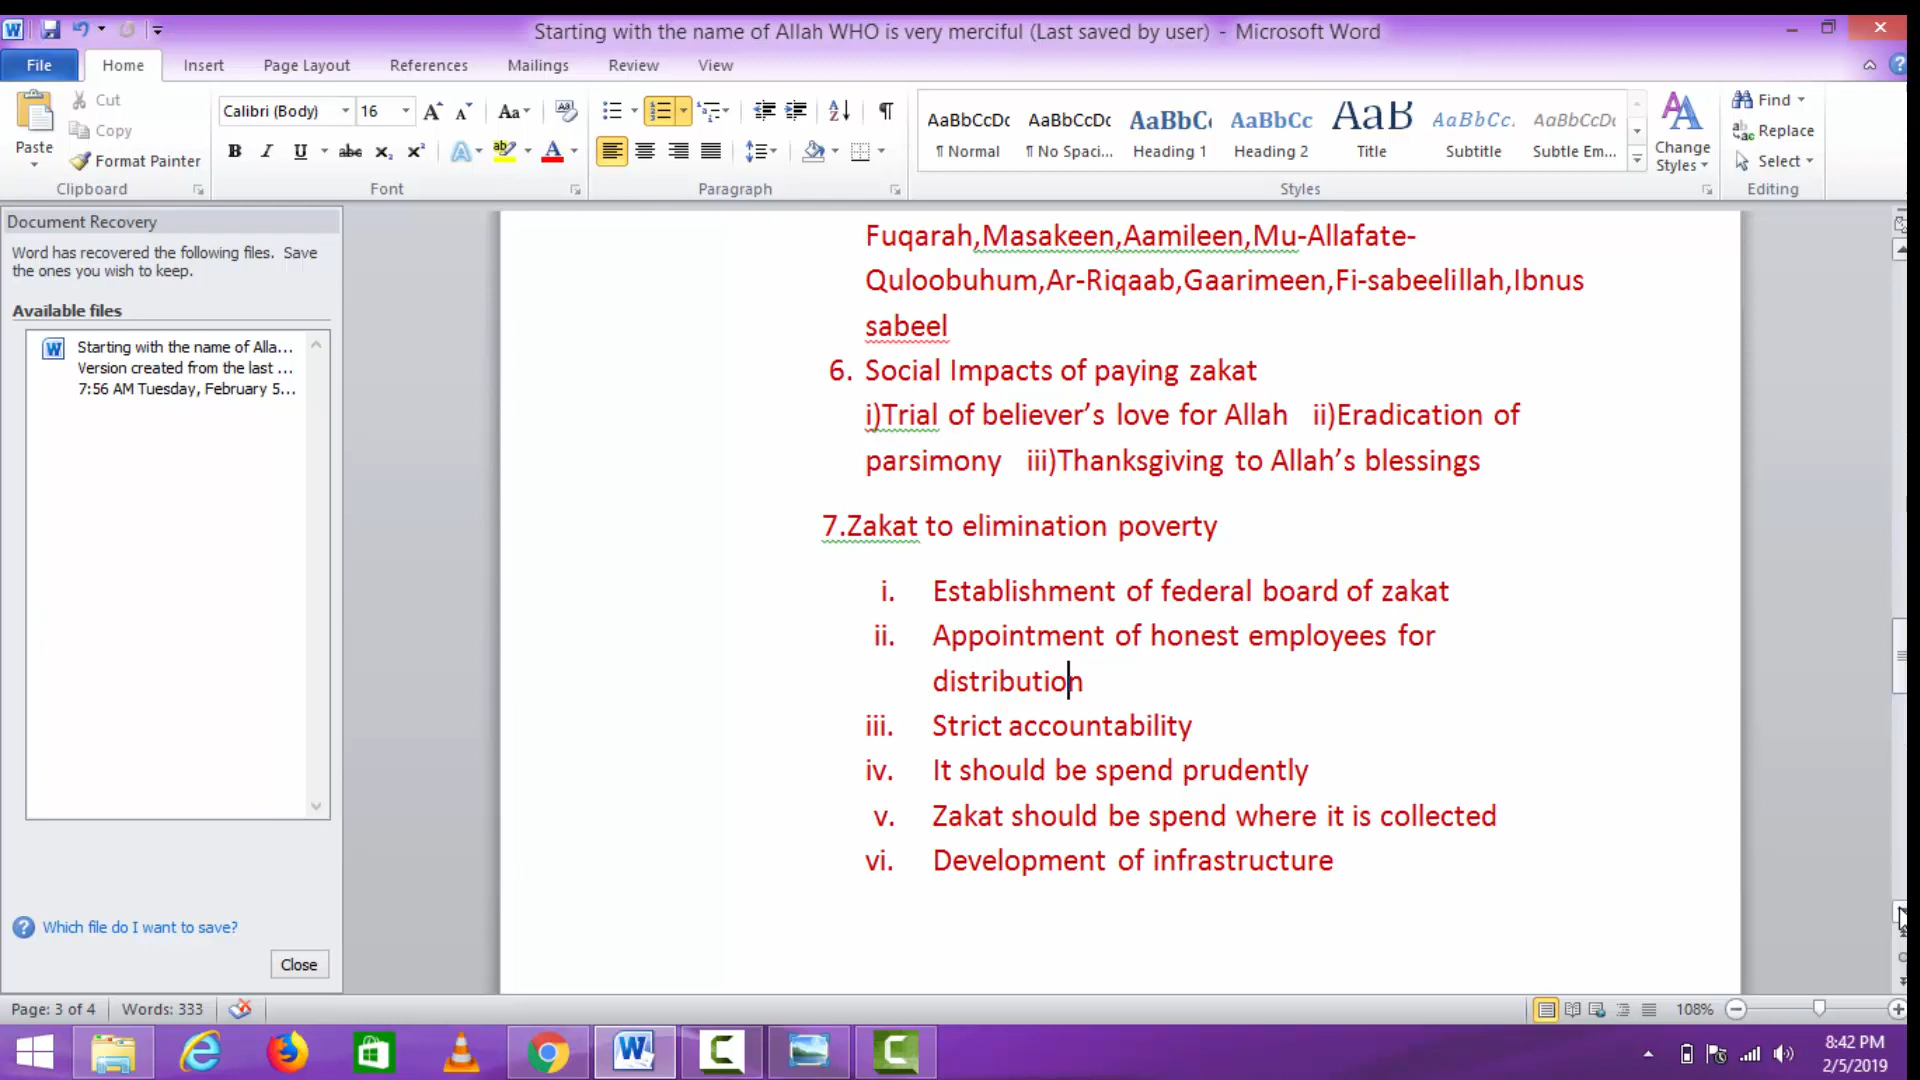 Starting with the name of Allah WHO is very merciful (Last saved by user) - Microsoft Word
File Home Insert Page Layout References Mailings Review View
Paste
Cut
Copy
Format Painter
Clipboard
Calibri (Body) 16
Font
Paragraph
AaBbCcDc AaBbCcDc AaBbC AaBbCc AaB AaBbCc. AaBbCcDc
¶ Normal ¶ No Spaci... Heading 1 Heading 2 Title Subtitle Subtle Em...
Change
Styles
Styles
Find
Replace
Select
Editing
Document Recovery
Word has recovered the following files. Save
the ones you wish to keep.
Available files
Starting with the name of Alla...
Version created from the last ...
7:56 AM Tuesday, February 5...
Which file do I want to save?
Close
Fuqarah,Masakeen,Aamileen,Mu-Allafate-
Quloobuhum,Ar-Riqaab,Gaarimeen,Fi-sabeelillah,Ibnus
sabeel
6. Social Impacts of paying zakat
i)Trial of believer’s love for Allah ii)Eradication of
parsimony iii)Thanksgiving to Allah’s blessings
7.Zakat to elimination poverty
i. Establishment of federal board of zakat
ii. Appointment of honest employees for
distribution
iii. Strict accountability
iv. It should be spend prudently
v. Zakat should be spend where it is collected
vi. Development of infrastructure
Page: 3 of 4 Words: 333
108%
8:42 PM
2/5/2019